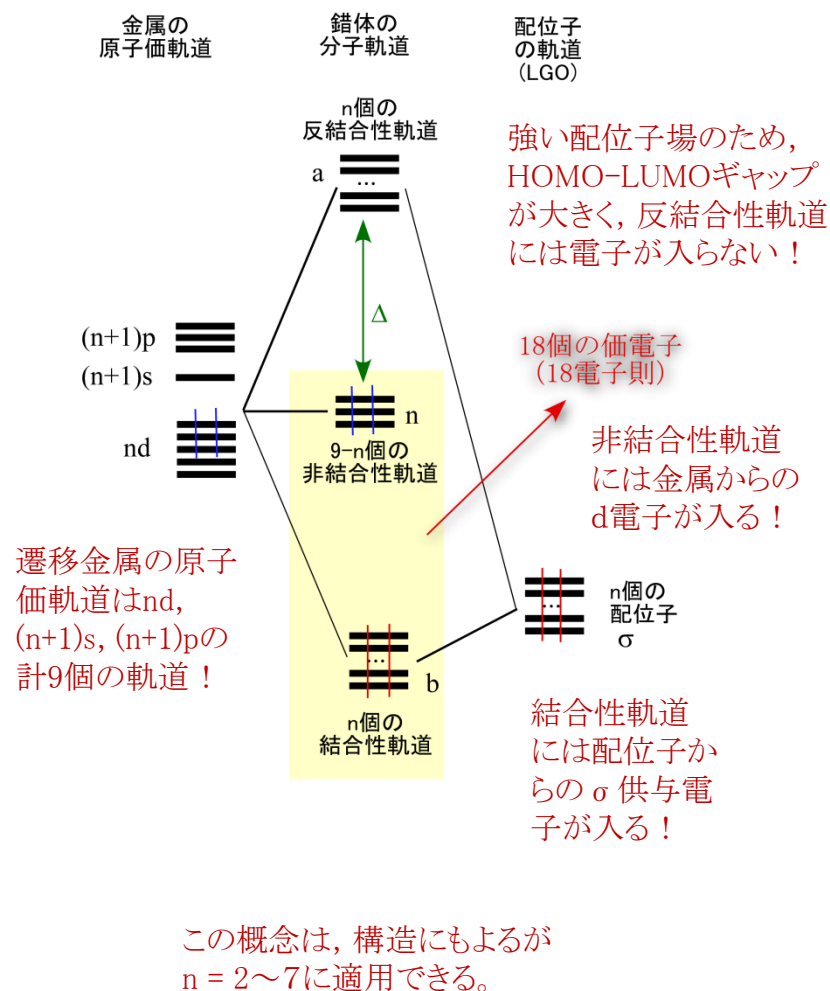 金属の
原子価軌道
錯体の
分子軌道
配位子
の軌道
(LGO)
n個の
反結合性軌道
a
...
強い配位子場のため,
HOMO-LUMOギャップ
が大きく, 反結合性軌道
には電子が入らない！
Δ
(n+1)p
(n+1)s
nd
18個の価電子
（18電子則）
n
9-n個の
非結合性軌道
非結合性軌道
には金属からの
d電子が入る！
遷移金属の原子
価軌道はnd,
(n+1)s, (n+1)pの
計9個の軌道！
...
n個の
配位子
σ
...
b
n個の
結合性軌道
結合性軌道
には配位子か
らのσ供与電
子が入る！
この概念は, 構造にもよるが
n = 2～7に適用できる。